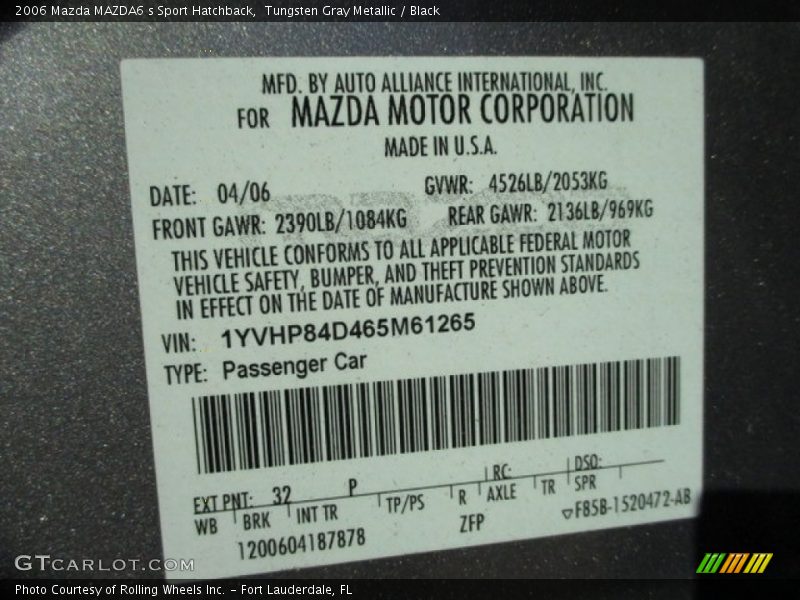 2006 Mazda MAZDA6 s Sport Hatchback, Tungsten Gray Metallic / Black
MFD. BY AUTO ALLIANCE INTERNATIONAL, INC.
FOR MAZDA MOTOR CORPORATION
MADE IN U.S.A.
DATE: 04/06 GVWR: 4526LB/2053KG
FRONT GAWR: 2390LB/1084KG REAR GAWR: 2136LB/969KG
THIS VEHICLE CONFORMS TO ALL APPLICABLE FEDERAL MOTOR
VEHICLE SAFETY, BUMPER, AND THEFT PREVENTION STANDARDS
IN EFFECT ON THE DATE OF MANUFACTURE SHOWN ABOVE.
VIN: 1YVHP84D465M61265
TYPE: Passenger Car
EXT PNT: 32 P RC: DSO:
WB BRK INT TR TP/PS R AXLE TR SPR
1200604187878 ZFP ▽F85B-1520472-AB
GTCARLOT.COM
Photo Courtesy of Rolling Wheels Inc. – Fort Lauderdale, FL